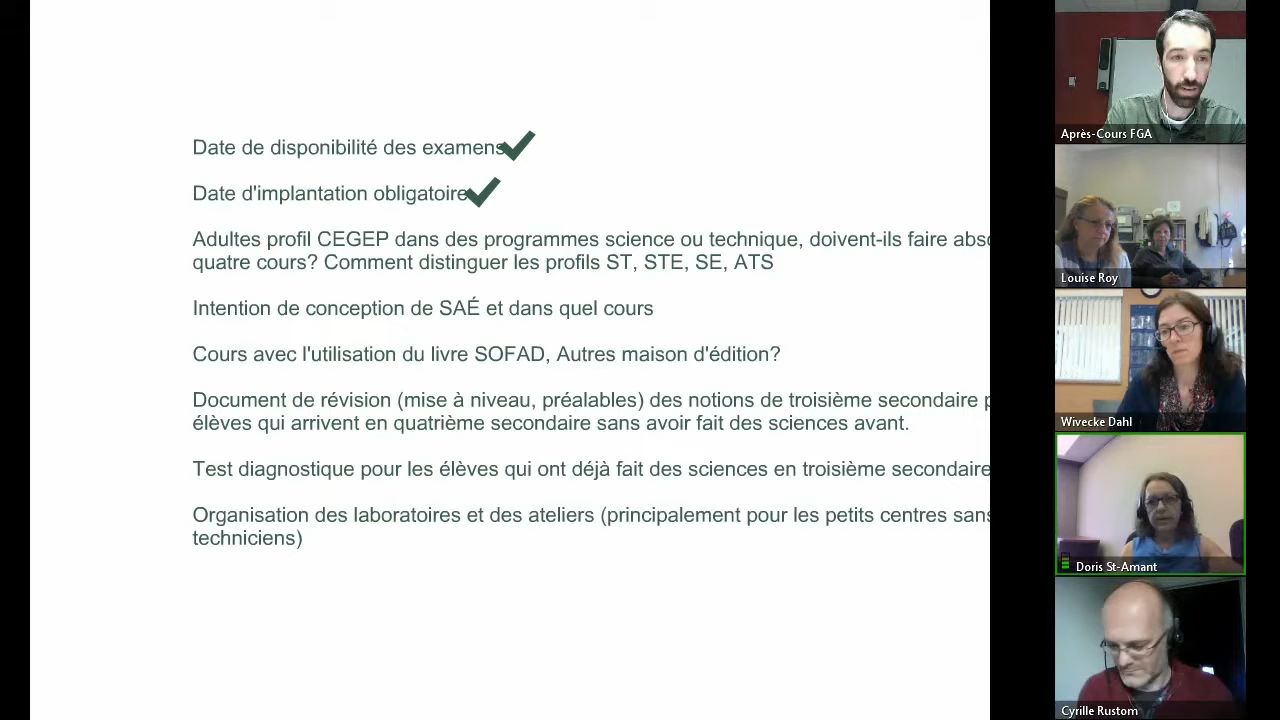 Date de disponibilité des examens
Date d'implantation obligatoire
Adultes profil CEGEP dans des programmes science ou technique, doivent-ils faire
quatre cours? Comment distinguer les profils ST, STE, SE, ATS
Intention de conception de SAÉ et dans quel cours
Cours avec l'utilisation du livre SOFAD, Autres maison d'édition?
Document de révision (mise à niveau, préalables) des notions de troisième secondaire
élèves qui arrivent en quatrième secondaire sans avoir fait des sciences avant.
Test diagnostique pour les élèves qui ont déjà fait des sciences en troisième secondaire
Organisation des laboratoires et des ateliers (principalement pour les petits centres sans
techniciens)
Après-Cours FGA
Louise Roy
Wivecke Dahl
Doris St-Amant
Cyrille Rustom